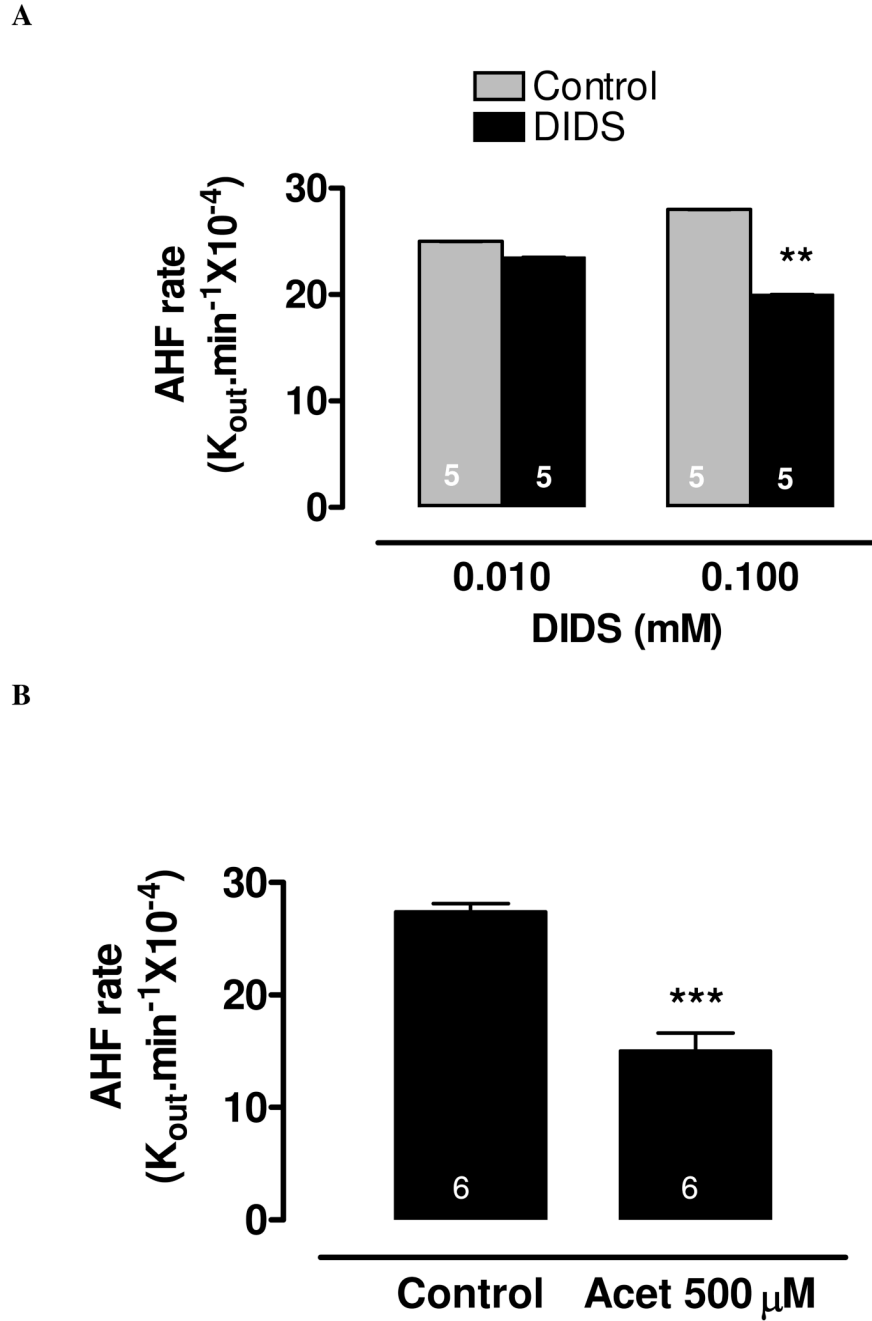 A
Control
DIDS
AHF rate
(Kout.min-1X10-4)
30
20
10
0
**
5
5
5
5
0.010
0.100
DIDS (mM)
B
AHF rate
(Kout.min-1X10-4)
30
20
10
0
***
6
6
Control
Acet 500 μM